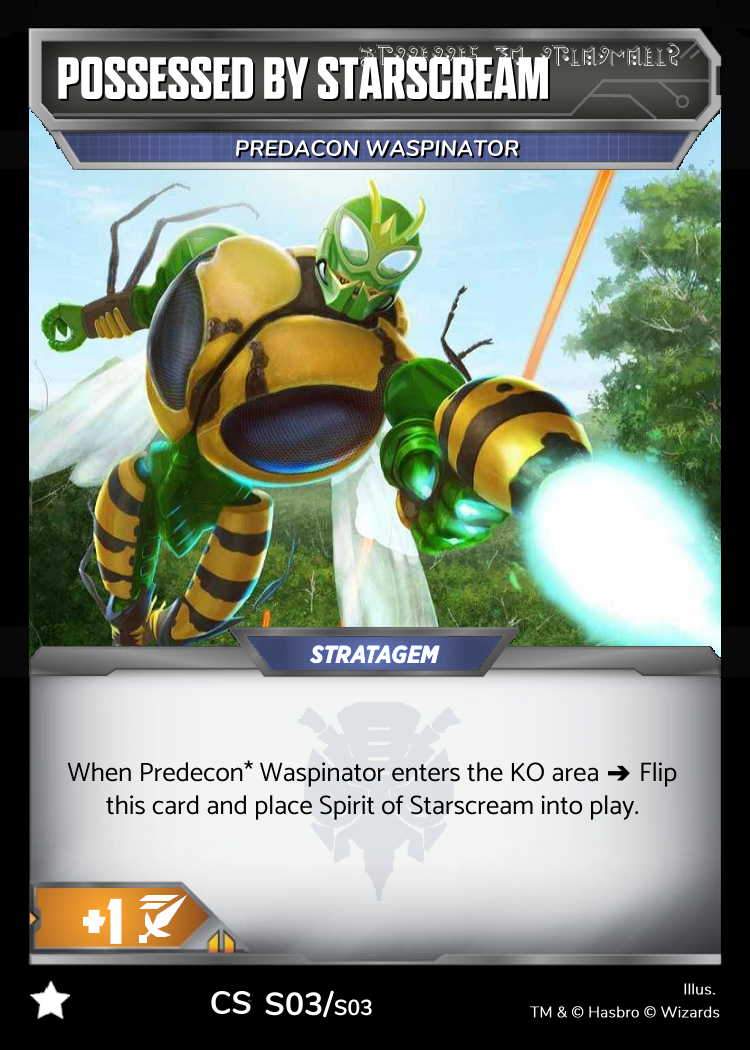 POSSESSED BY STARSCREAM
PREDACON WASPINATOR
STRATAGEM
When Predecon* Waspinator enters the KO area ➔ Flip
this card and place Spirit of Starscream into play.
+1
CS S03/S03
Illus.
TM & © Hasbro © Wizards